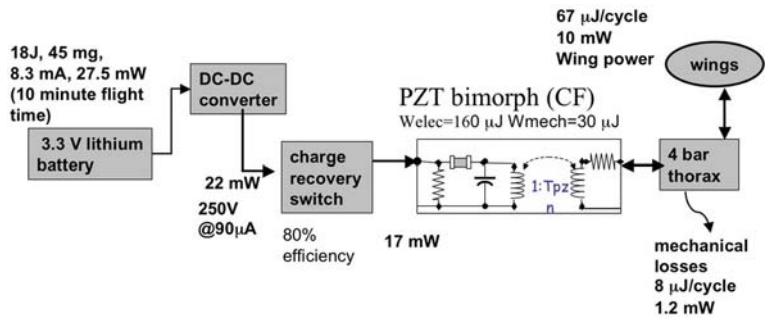 18J, 45 mg,
8.3 mA, 27.5 mW
(10 minute flight
time)
3.3 V lithium
battery
DC-DC
converter
22 mW
250V
@90µA
charge
recovery
switch
80%
efficiency
17 mW
PZT bimorph (CF)
Welec=160 µJ Wmech=30 µJ
1:Tpz
n
67 µJ/cycle
10 mW
Wing power
wings
4 bar
thorax
mechanical
losses
8 µJ/cycle
1.2 mW